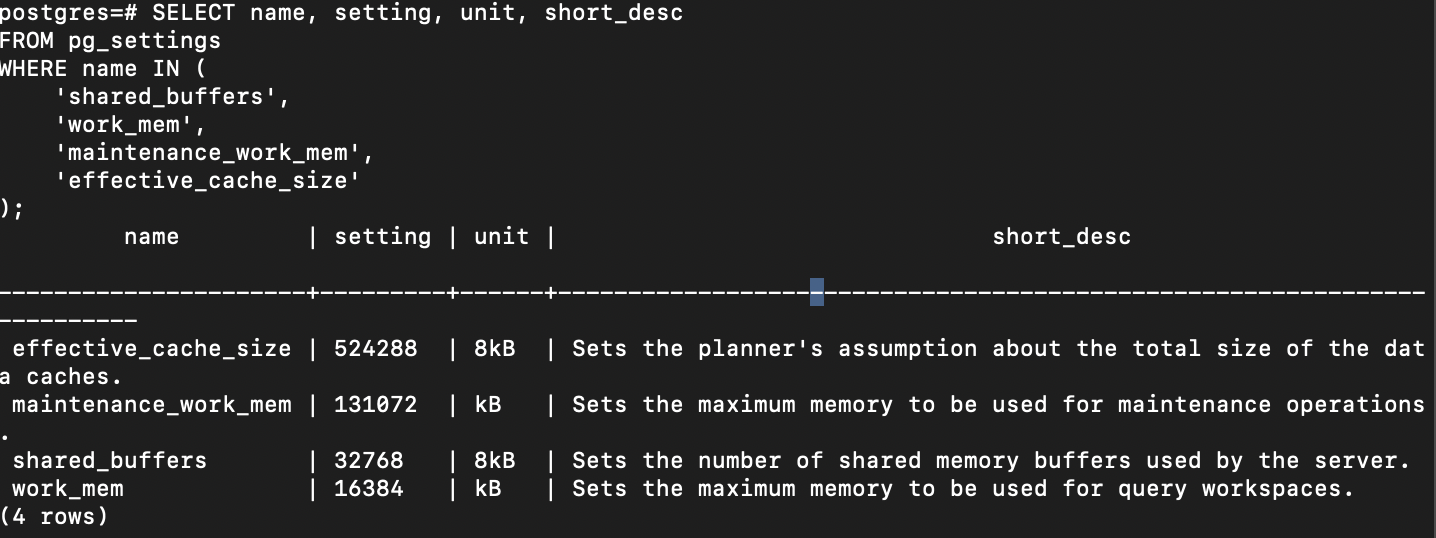 postgres=# SELECT name, setting, unit, short_desc
FROM pg_settings
WHERE name IN (
    'shared_buffers',
    'work_mem',
    'maintenance_work_mem',
    'effective_cache_size'
);
         name         | setting | unit |                               short_desc
----------------------+---------+------+--------------------------------------------------------------
----------
 effective_cache_size | 524288  | 8kB  | Sets the planner's assumption about the total size of the dat
a caches.
 maintenance_work_mem | 131072  | kB   | Sets the maximum memory to be used for maintenance operations
.
 shared_buffers       | 32768   | 8kB  | Sets the number of shared memory buffers used by the server.
 work_mem             | 16384   | kB   | Sets the maximum memory to be used for query workspaces.
(4 rows)